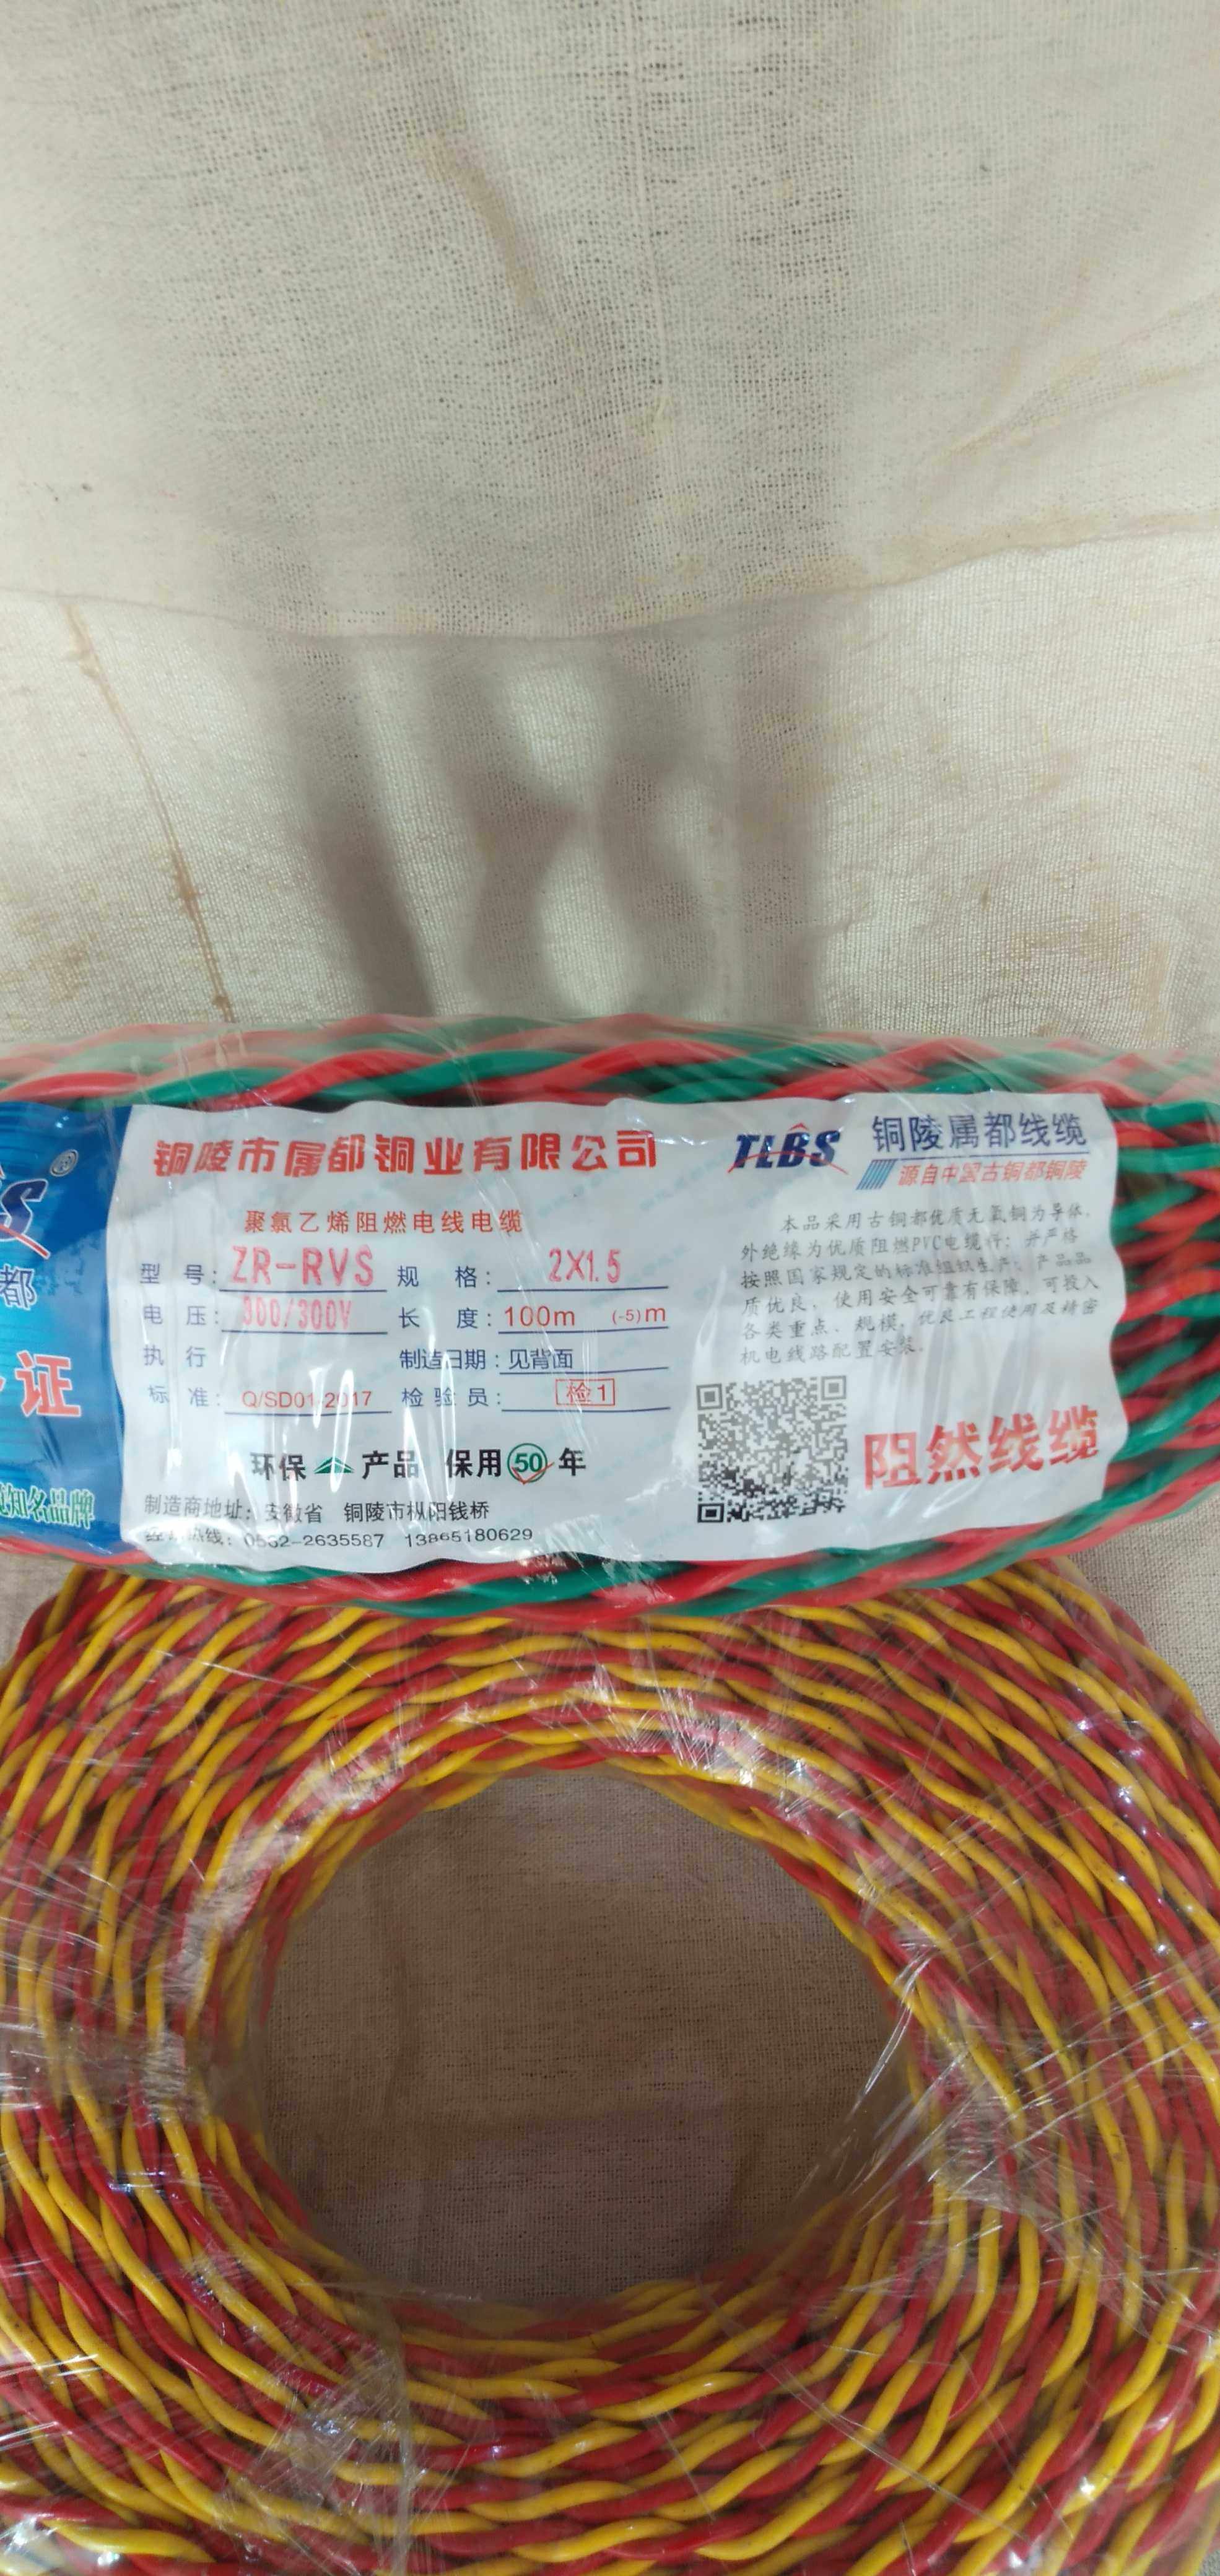 S®
都
证
知名品牌
铜陵市属都铜业有限公司
聚氯乙烯阻燃电线电缆
型 号: ZR-RVS 规 格: 2X1.5
电 压: 300/300V 长 度: 100m (-5)m
执 行 制造日期: 见背面
标 准: Q/SD01-2017 检 验 员: 检1
环保 产品 保用 50 年
制造商地址: 安徽省 铜陵市枞阳钱桥
热线: 0562-2635587 13865180629
TLBS 铜陵属都线缆
源自中国古铜都铜陵
本品采用古铜都优质无氧铜为导体,
外绝缘为优质阻燃PVC电缆料; 并严格
按照国家规定的标准组织生产; 产品品
质优良, 使用安全可靠有保障, 可投入
各类重点、规模, 优良工程使用及精密
机电线路配置安装.
阻然线缆